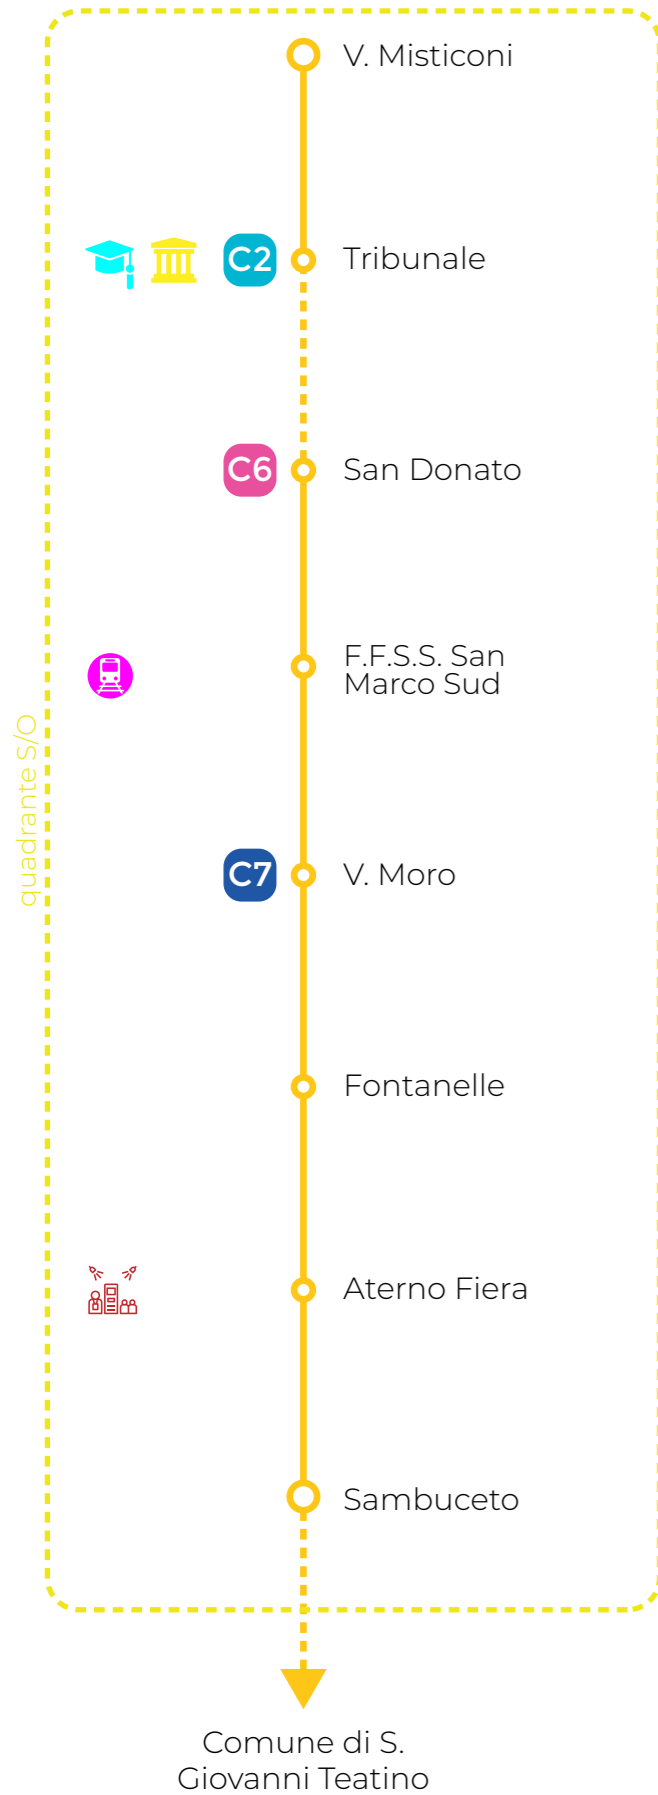 V. Misticoni
C2
Tribunale
C6
San Donato
F.F.S.S. San
Marco Sud
quadrante S/O
C7
V. Moro
Fontanelle
Aterno Fiera
Sambuceto
Comune di S.
Giovanni Teatino